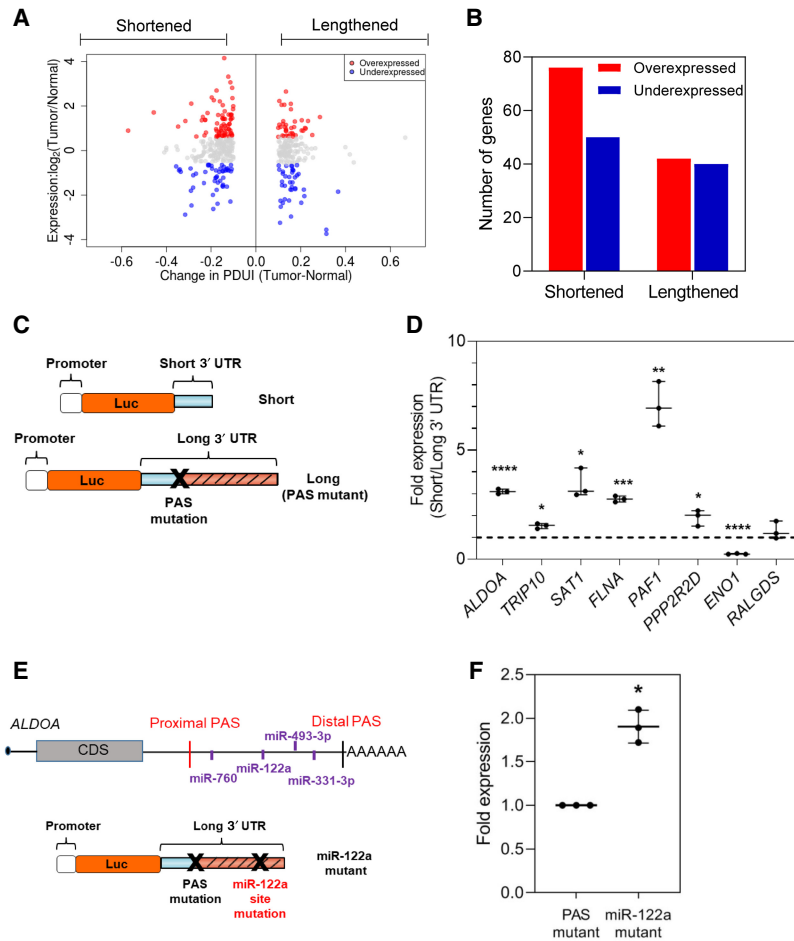 A
Shortened
Lengthened
Overexpressed
Underexpressed
Expression:log2(Tumor/Normal)
4
2
0
-2
-4
-0.6
-0.4
-0.2
0.0
0.2
0.4
0.6
Change in PDUI (Tumor-Normal)
B
Number of genes
80
60
40
20
0
Overexpressed
Underexpressed
Shortened
Lengthened
C
Promoter
Short 3′ UTR
Luc
Short
Promoter
Long 3′ UTR
Luc
X
Long
(PAS mutant)
PAS
mutation
D
Fold expression
(Short/Long 3' UTR)
10
5
0
****
*
*
***
**
*
****
ALDOA
TRIP10
SAT1
FLNA
PAF1
PPP2R2D
ENO1
RALGDS
E
ALDOA
Proximal PAS
Distal PAS
miR-493-3p
CDS
AAAAAA
miR-760
miR-122a
miR-331-3p
Promoter
Long 3′ UTR
Luc
X
X
miR-122a
mutant
PAS
mutation
miR-122a
site
mutation
F
Fold expression
2.5
2.0
1.5
1.0
0.5
0.0
*
PAS
mutant
miR-122a
mutant